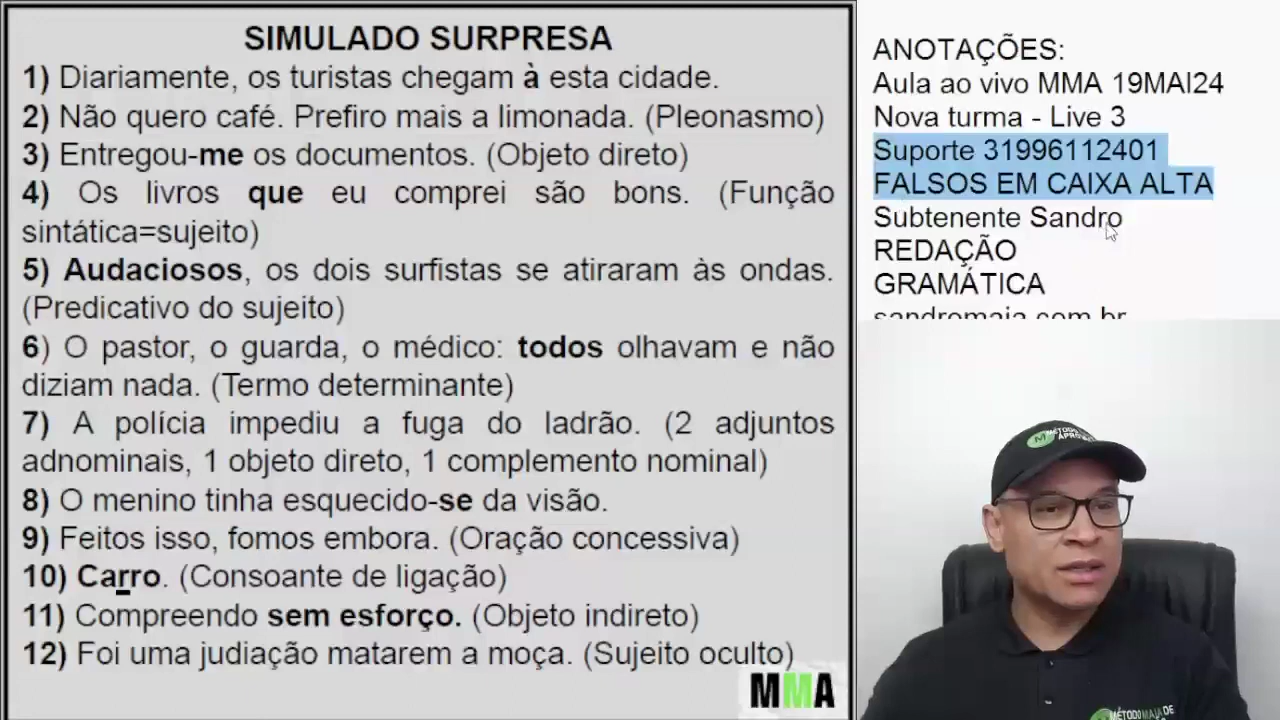 SIMULADO SURPRESA
1) Diariamente, os turistas chegam à esta cidade.
2) Não quero café. Prefiro mais a limonada. (Pleonasmo)
3) Entregou-me os documentos. (Objeto direto)
4) Os livros que eu comprei são bons. (Função
sintática=sujeito)
5) Audaciosos, os dois surfistas se atiraram às ondas.
(Predicativo do sujeito)
6) O pastor, o guarda, o médico: todos olhavam e não
diziam nada. (Termo determinante)
7) A polícia impediu a fuga do ladrão. (2 adjuntos
adnominais, 1 objeto direto, 1 complemento nominal)
8) O menino tinha esquecido-se da visão.
9) Feitos isso, fomos embora. (Oração concessiva)
10) Carro. (Consoante de ligação)
11) Compreendo sem esforço. (Objeto indireto)
12) Foi uma judiação matarem a moça. (Sujeito oculto)
MMA
ANOTAÇÕES:
Aula ao vivo MMA 19MAI24
Nova turma - Live 3
Suporte 31996112401
FALSOS EM CAIXA ALTA
Subtenente Sandro
REDAÇÃO
GRAMÁTICA
sandromaia.com.br
MÉTODO MAIA DE